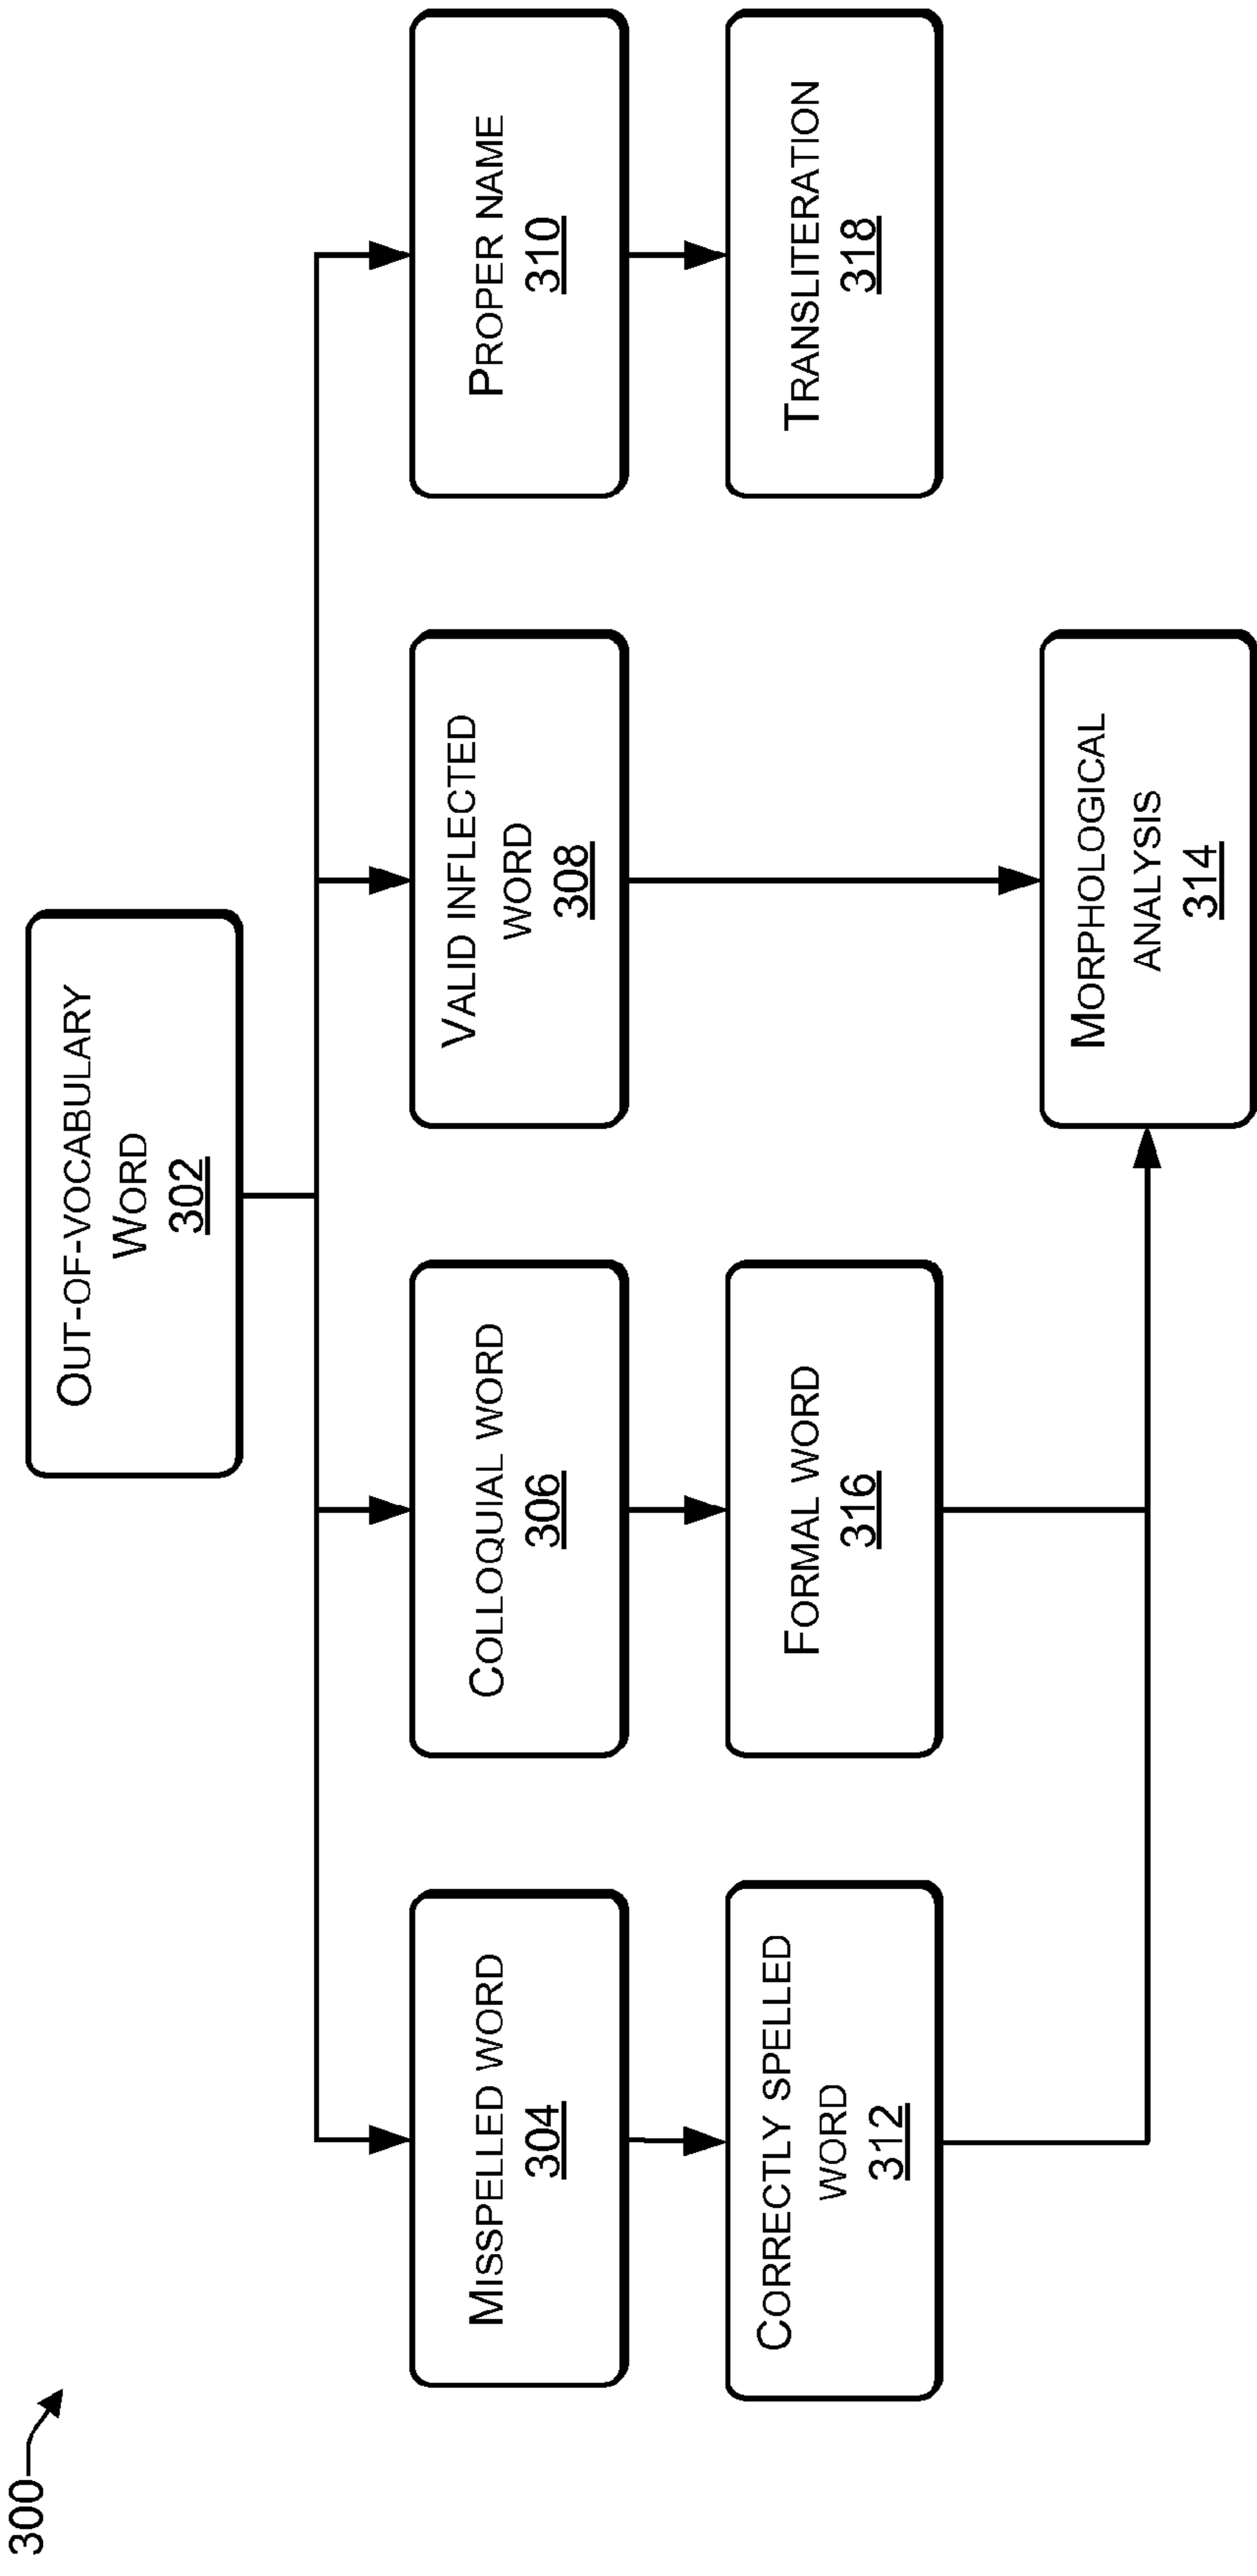 300
OUT-OF-VOCABULARY
WORD
302
MISSPELLED WORD
304
COLLOQUIAL WORD
306
VALID INFLECTED
WORD
308
PROPER NAME
310
CORRECTLY SPELLED
WORD
312
FORMAL WORD
316
TRANSLITERATION
318
MORPHOLOGICAL
ANALYSIS
314